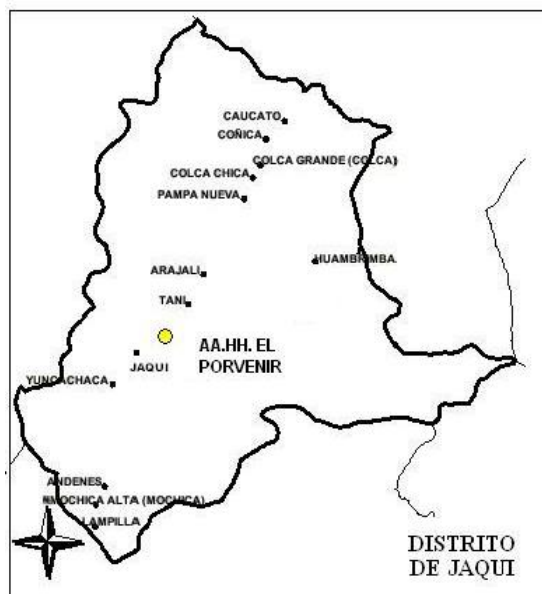 CAUCATO
COÑICA
COLCA GRANDE (COLCA)
COLCA CHICA
PAMPA NUEVA
HUAMBRIMBA
ARAJALI
TANI
AA.HH. EL
PORVENIR
JAQUI
YUNCACHACA
ANDENES
MOCHICA ALTA (MOCHICA)
LAMPILLA
DISTRITO
DE JAQUI